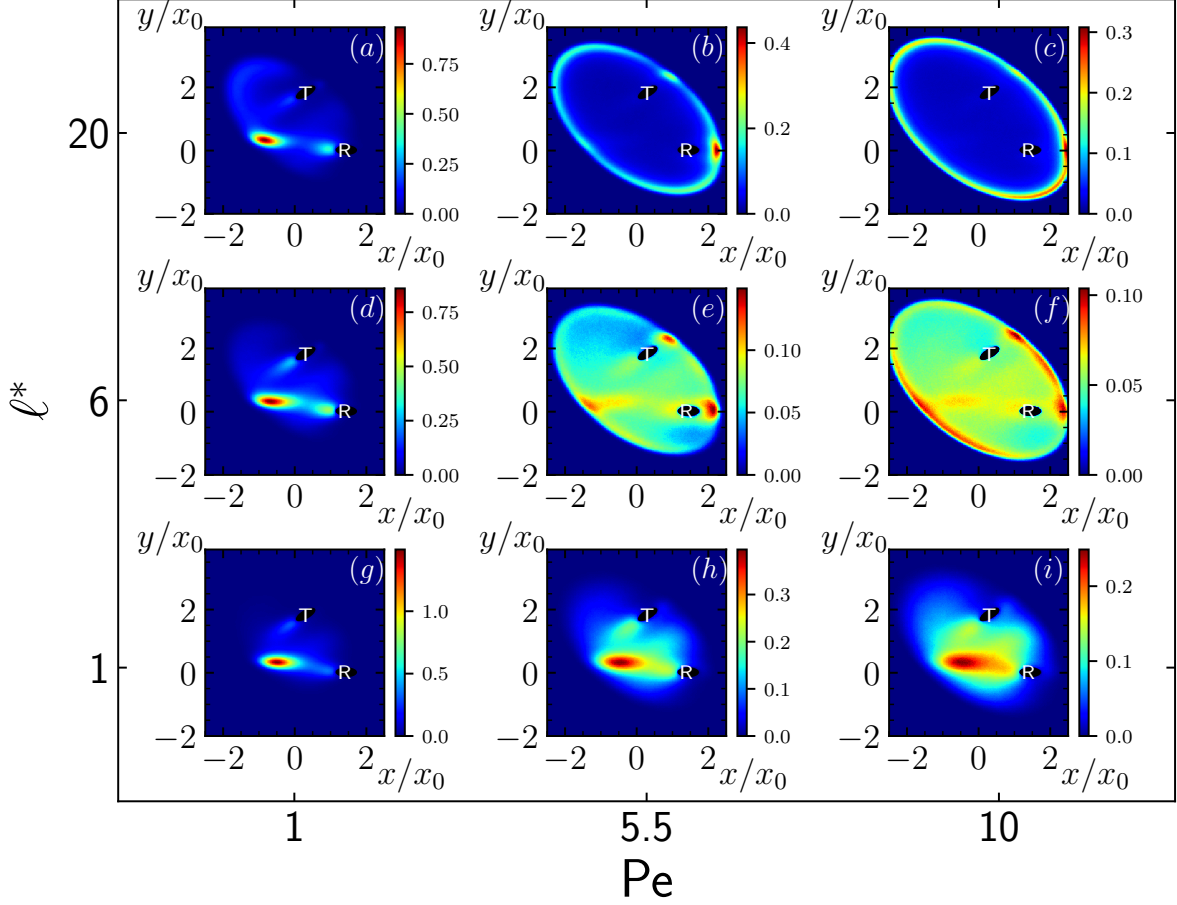 y/x₀ y/x₀ y/x₀
(a) (b) (c)
20
2 0 −2
T R
−2 0 2 x/x₀
0.75 0.50 0.25 0.00
2 0 −2
T R
−2 0 2 x/x₀
0.4 0.2 0.0
2 0 −2
T R
−2 0 2 x/x₀
0.3 0.2 0.1 0.0
y/x₀ y/x₀ y/x₀
(d) (e) (f)
ℓ* 6
2 0 −2
T R
−2 0 2 x/x₀
0.75 0.50 0.25 0.00
2 0 −2
T R
−2 0 2 x/x₀
0.10 0.05 0.00
2 0 −2
T R
−2 0 2 x/x₀
0.10 0.05 0.00
y/x₀ y/x₀ y/x₀
(g) (h) (i)
1
2 0 −2
T R
−2 0 2 x/x₀
1.0 0.5 0.0
2 0 −2
T R
−2 0 2 x/x₀
0.3 0.2 0.1 0.0
2 0 −2
T R
−2 0 2 x/x₀
0.2 0.1 0.0
1 5.5 10
Pe